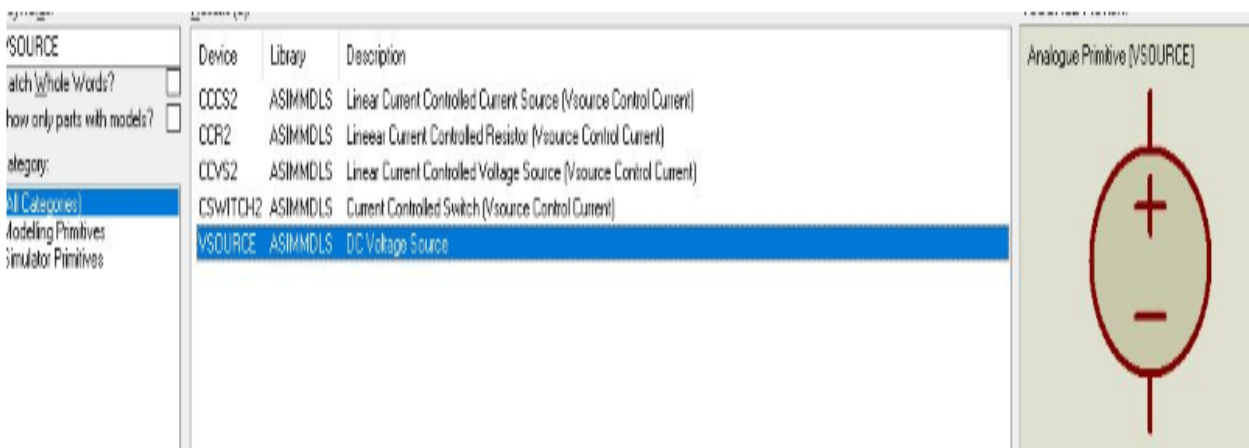 VSOURCE
Match Whole Words?
Show only parts with models?
Category:
(All Categories)
Modeling Primitives
Simulator Primitives
Device Library Description
CCCS2 ASIMMDLS Linear Current Controlled Current Source (Vsource Control Current)
CCR2 ASIMMDLS Lineear Current Controlled Resistor (Vsource Control Current)
CCVS2 ASIMMDLS Linear Current Controlled Voltage Source (Vsource Control Current)
CSWITCH2 ASIMMDLS Current Controlled Switch (Vsource Control Current)
VSOURCE ASIMMDLS DC Voltage Source
Analogue Primitive [VSOURCE]
+
−